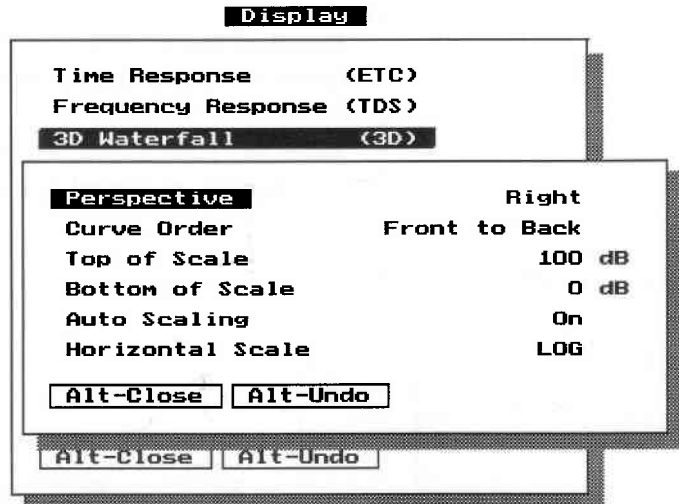 Display
Time Response (ETC)
Frequency Response (TDS)
3D Waterfall (3D)
Perspective Right
Curve Order Front to Back
Top of Scale 100 dB
Bottom of Scale 0 dB
Auto Scaling On
Horizontal Scale LOG
Alt-Close Alt-Undo
Alt-Close Alt-Undo